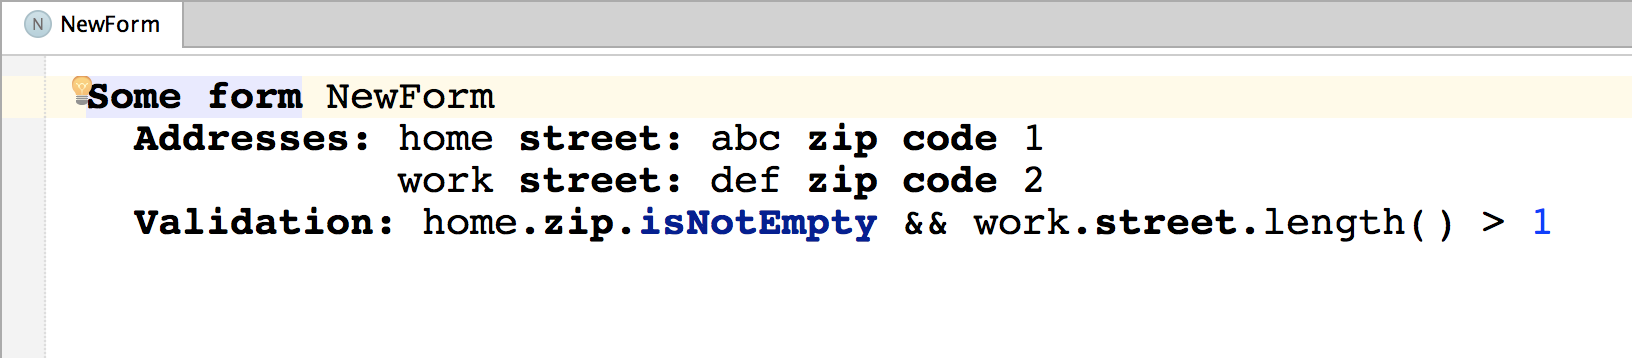 N NewForm
Some form NewForm
Addresses: home street: abc zip code 1
work street: def zip code 2
Validation: home.zip.isNotEmpty && work.street.length() > 1